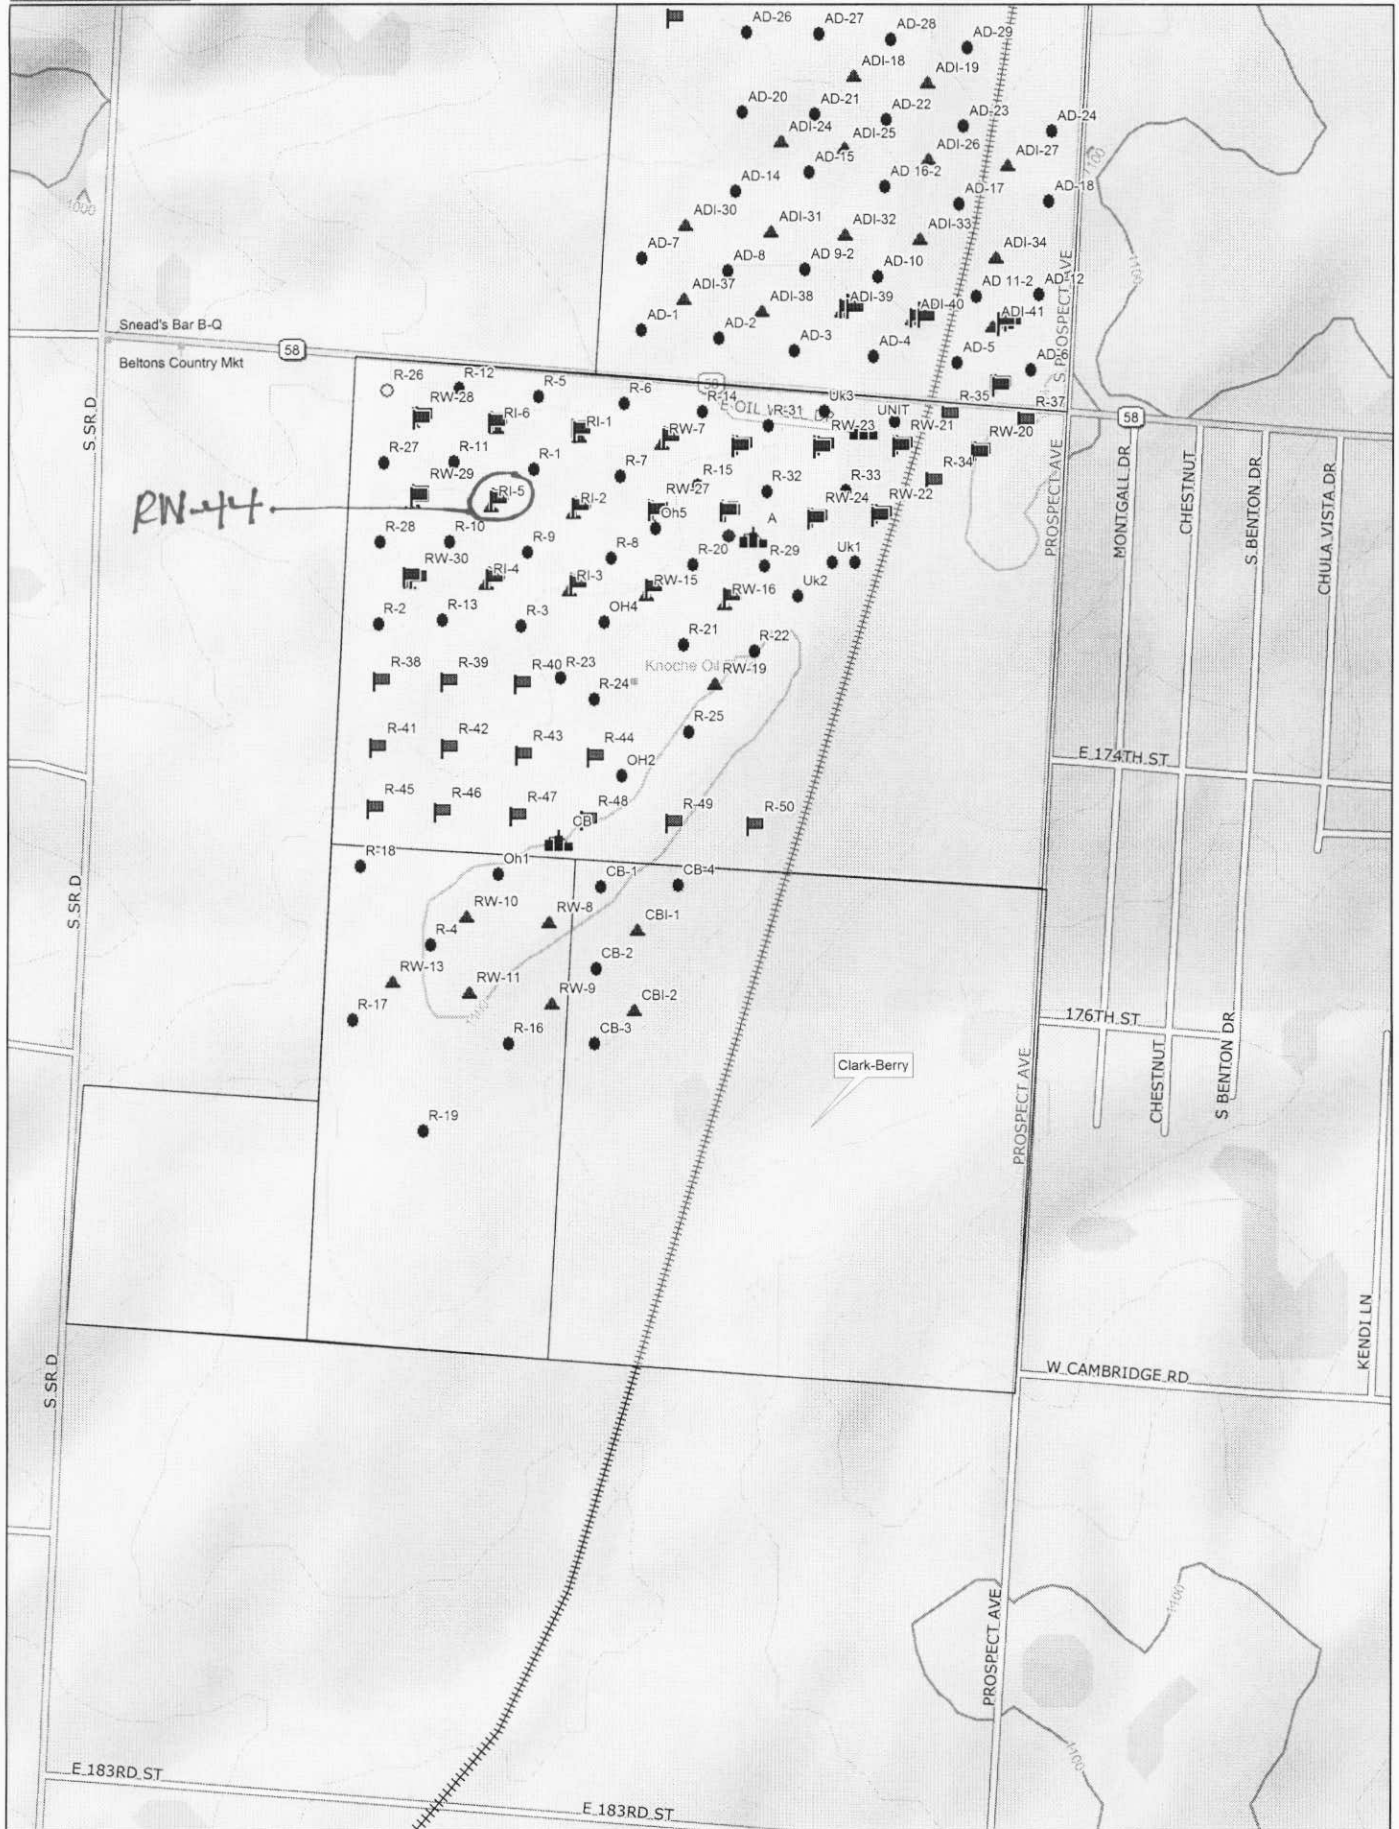 AD-26 AD-27 AD-28 AD-29
ADI-18 ADI-19
AD-20 AD-21 AD-22 AD-23 AD-24
ADI-24 ADI-25 ADI-26 ADI-27
AD-14 AD-15 AD 16-2 AD-17 AD-18
1100
1000
ADI-30 ADI-31 ADI-32 ADI-33 ADI-34
AD-7 AD-8 AD 9-2 AD-10 AD 11-2 AD-12
1100
ADI-37 ADI-38 ADI-39 ADI-40 ADI-41
AD-1 AD-2 AD-3 AD-4 AD-5 AD-6
S PROSPECT AVE
Snead's Bar B-Q
58
Beltons Country Mkt
58
58
R-26 R-12 R-5 R-6 R-14 R-31 Uk3 UNIT R-35 R-37
RW-28 RI-6 RI-1 RW-7 RW-23 RW-21 RW-20
S SR D
R-27 R-11 R-1 R-7 R-15 R-32 R-33 R-34
RW-29 RI-5 RI-2 RW-27 RW-24 RW-22
RW-44
Oh5 A
R-28 R-10 R-9 R-8 R-20 R-29 Uk1
RW-30 RI-4 RI-3 RW-15 RW-16 Uk2
R-2 R-13 R-3 OH4 R-21 R-22
PROSPECT AVE
MONTGALL DR
CHESTNUT
S BENTON DR
CHULA VISTA DR
R-38 R-39 R-40 R-23 Knoche Oil RW-19
R-24
R-25
R-41 R-42 R-43 R-44
OH2
E 174TH ST
R-45 R-46 R-47 R-48 R-49 R-50
CB
R-18 Oh1 CB-1 CB-4
S SR D
RW-10 RW-8 CBI-1
R-4 CB-2
RW-13 RW-11 RW-9 CBI-2
R-17 R-16 CB-3
176TH ST
Clark-Berry
PROSPECT AVE
CHESTNUT
S BENTON DR
R-19
S SR D
W CAMBRIDGE RD
KENDI LN
PROSPECT AVE
1100
1100
E 183RD ST
E 183RD ST